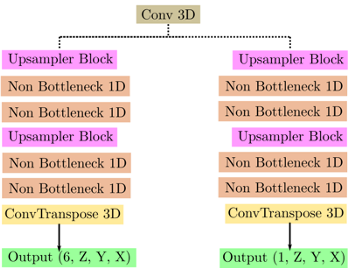 Conv 3D
Upsampler Block
Non Bottleneck 1D
Non Bottleneck 1D
Upsampler Block
Non Bottleneck 1D
Non Bottleneck 1D
ConvTranspose 3D
Output (6, Z, Y, X)
Upsampler Block
Non Bottleneck 1D
Non Bottleneck 1D
Upsampler Block
Non Bottleneck 1D
Non Bottleneck 1D
ConvTranspose 3D
Output (1, Z, Y, X)